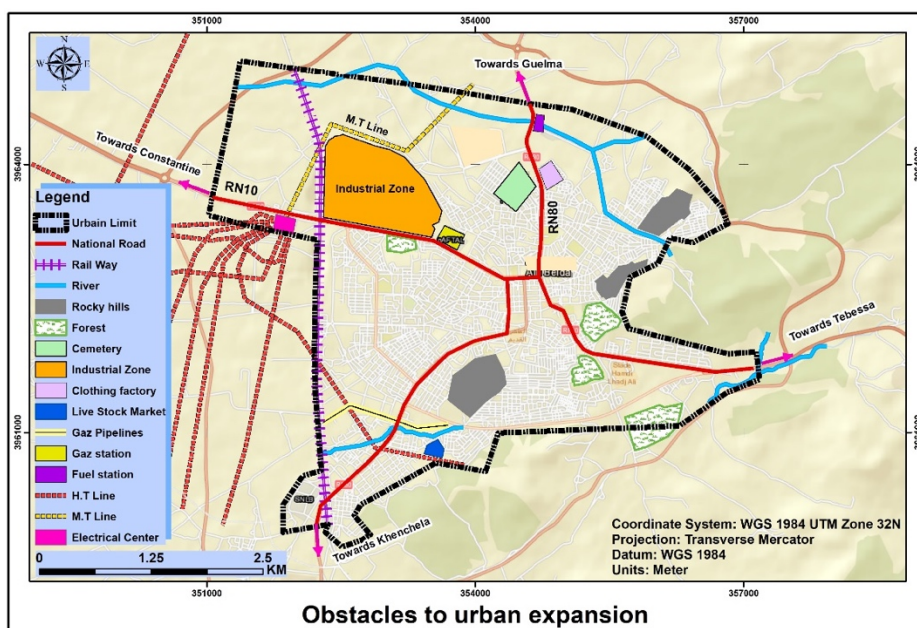 351000
354000
357000
N
W
E
S
Towards Guelma
M.T Line
Towards Constantine
3964000
RN10
Industrial Zone
RN80
Legend
Urbain Limit
National Road
Rail Way
River
Rocky hills
Forest
Cemetery
Industrial Zone
Clothing factory
Live Stock Market
Gaz Pipelines
Gaz station
Fuel station
H.T Line
M.T Line
Electrical Center
0 1.25 2.5
KM
Towards Tebessa
3961000
Towards Khenchela
Coordinate System: WGS 1984 UTM Zone 32N
Projection: Transverse Mercator
Datum: WGS 1984
Units: Meter
351000
354000
357000
Obstacles to urban expansion